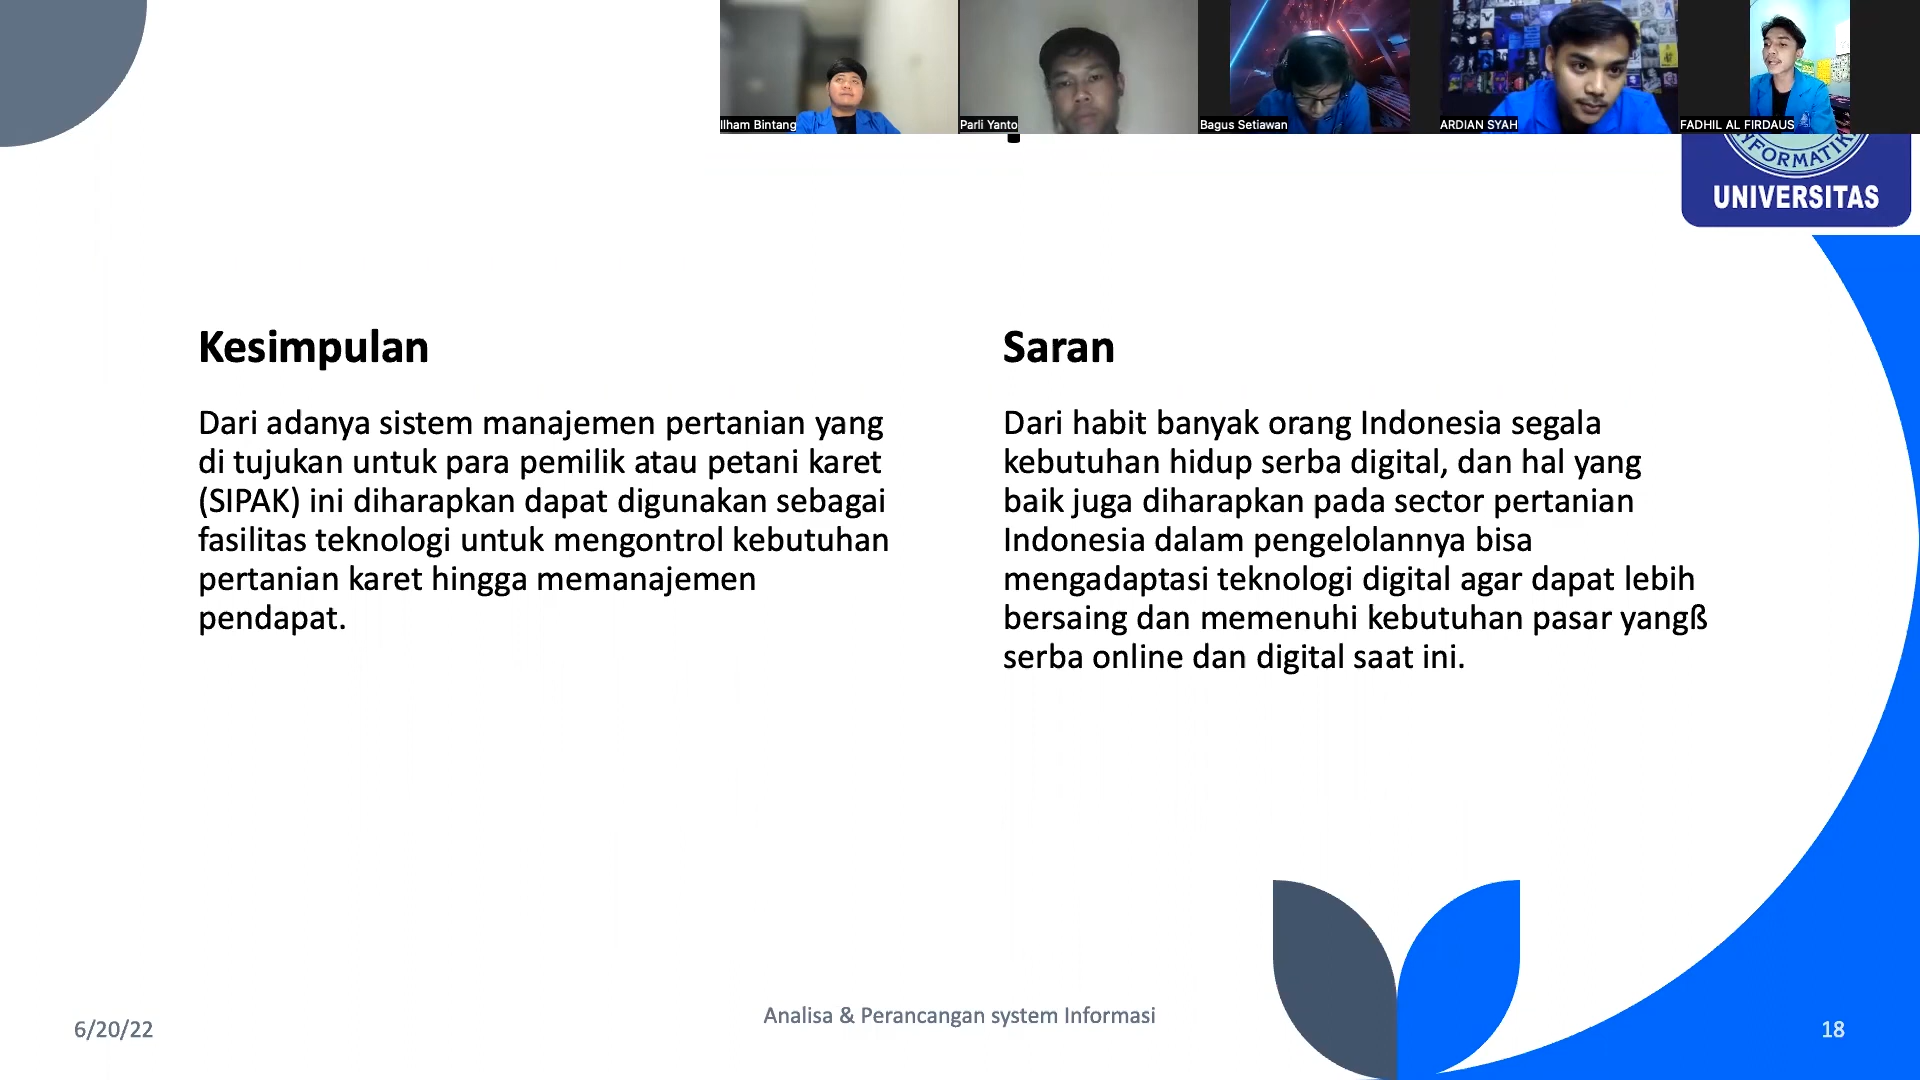 Ilham Bintang
Parli Yanto
Bagus Setiawan
ARDIAN SYAH
FADHIL AL FIRDAUS
UNIVERSITAS
Kesimpulan
Dari adanya sistem manajemen pertanian yang
di tujukan untuk para pemilik atau petani karet
(SIPAK) ini diharapkan dapat digunakan sebagai
fasilitas teknologi untuk mengontrol kebutuhan
pertanian karet hingga memanajemen
pendapat.
Saran
Dari habit banyak orang Indonesia segala
kebutuhan hidup serba digital, dan hal yang
baik juga diharapkan pada sector pertanian
Indonesia dalam pengelolannya bisa
mengadaptasi teknologi digital agar dapat lebih
bersaing dan memenuhi kebutuhan pasar yangß
serba online dan digital saat ini.
6/20/22
Analisa & Perancangan system Informasi
18